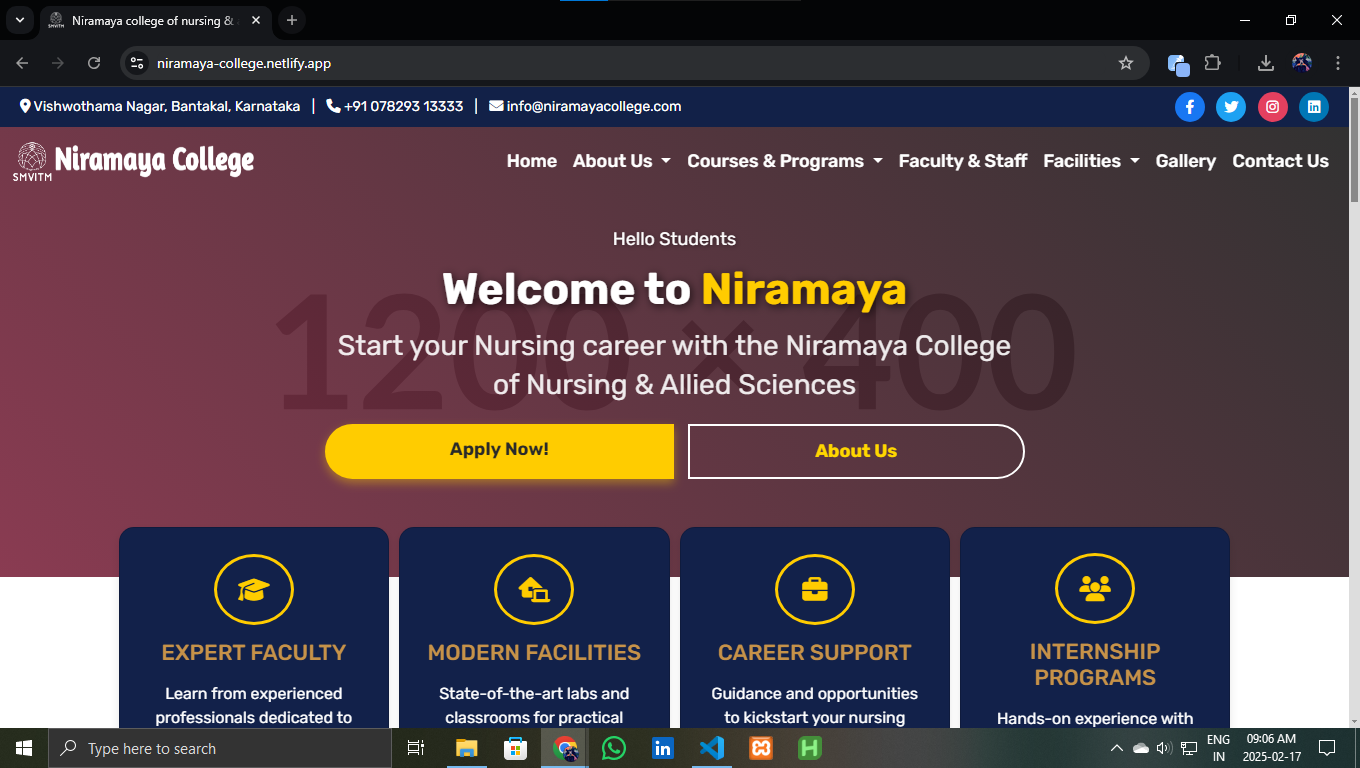 Niramaya college of nursing &
niramaya-college.netlify.app
Vishwothama Nagar, Bantakal, Karnataka | +91 078293 13333 | info@niramayacollege.com
SMVITM
Niramaya College
Home About Us Courses & Programs Faculty & Staff Facilities Gallery Contact Us
Hello Students
Welcome to Niramaya
1200 × 400
Start your Nursing career with the Niramaya College
of Nursing & Allied Sciences
Apply Now!
About Us
EXPERT FACULTY
Learn from experienced
professionals dedicated to
MODERN FACILITIES
State-of-the-art labs and
classrooms for practical
CAREER SUPPORT
Guidance and opportunities
to kickstart your nursing
INTERNSHIP
PROGRAMS
Hands-on experience with
Type here to search
ENG
IN
09:06 AM
2025-02-17